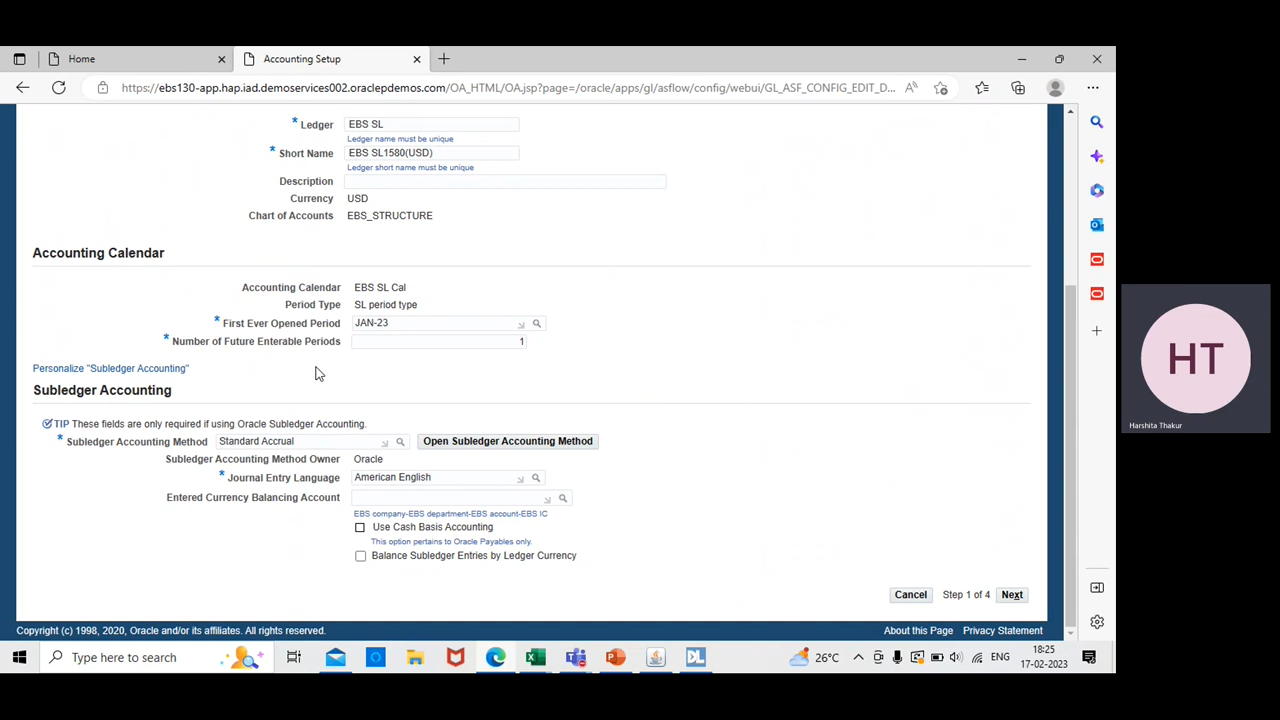 Home
Accounting Setup
https://ebs130-app.hap.iad.demoservices002.oraclepdemos.com/OA_HTML/OA.jsp?page=/oracle/apps/gl/asflow/config/webui/GL_ASF_CONFIG_EDIT_D...
* Ledger EBS SL
Ledger name must be unique
* Short Name EBS SL1580(USD)
Ledger short name must be unique
Description
Currency USD
Chart of Accounts EBS_STRUCTURE
Accounting Calendar
Accounting Calendar EBS SL Cal
Period Type SL period type
* First Ever Opened Period JAN-23
* Number of Future Enterable Periods 1
Personalize "Subledger Accounting"
Subledger Accounting
TIP These fields are only required if using Oracle Subledger Accounting.
* Subledger Accounting Method Standard Accrual Open Subledger Accounting Method
Subledger Accounting Method Owner Oracle
* Journal Entry Language American English
Entered Currency Balancing Account
EBS company-EBS department-EBS account-EBS IC
Use Cash Basis Accounting
This option pertains to Oracle Payables only.
Balance Subledger Entries by Ledger Currency
Cancel Step 1 of 4 Next
Copyright (c) 1998, 2020, Oracle and/or its affiliates. All rights reserved. About this Page Privacy Statement
Type here to search
26°C
ENG
18:25
17-02-2023
HT
Harshita Thakur